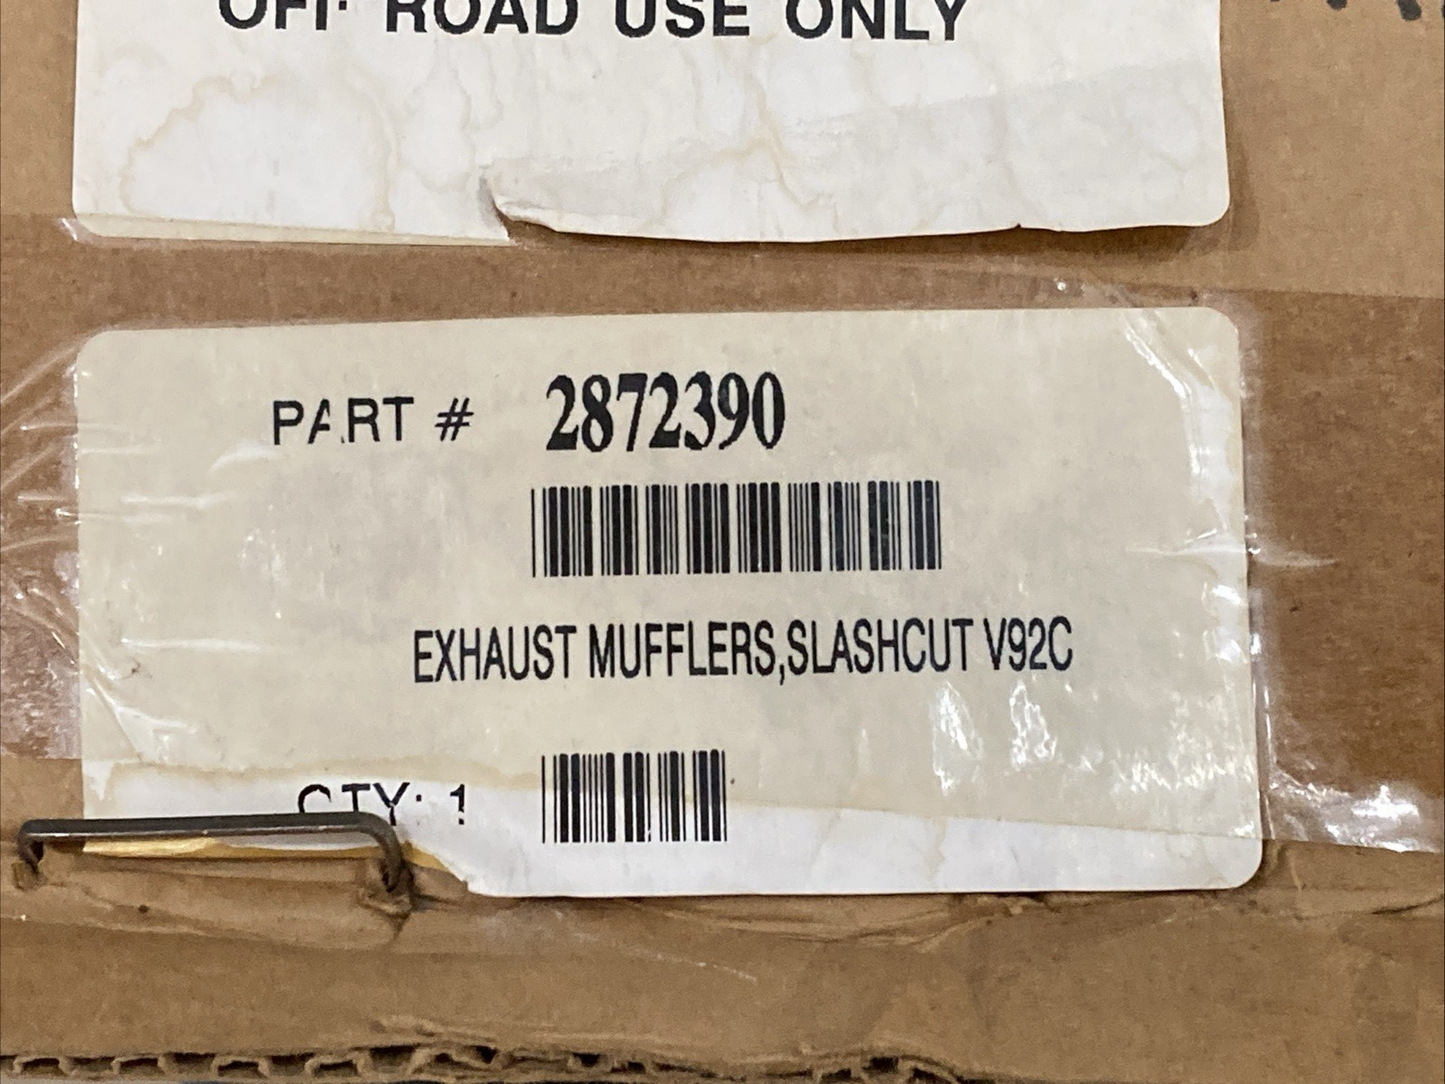 OFF ROAD USE ONLY
PART # 2872390
EXHAUST MUFFLERS,SLASHCUT V92C
QTY: 1